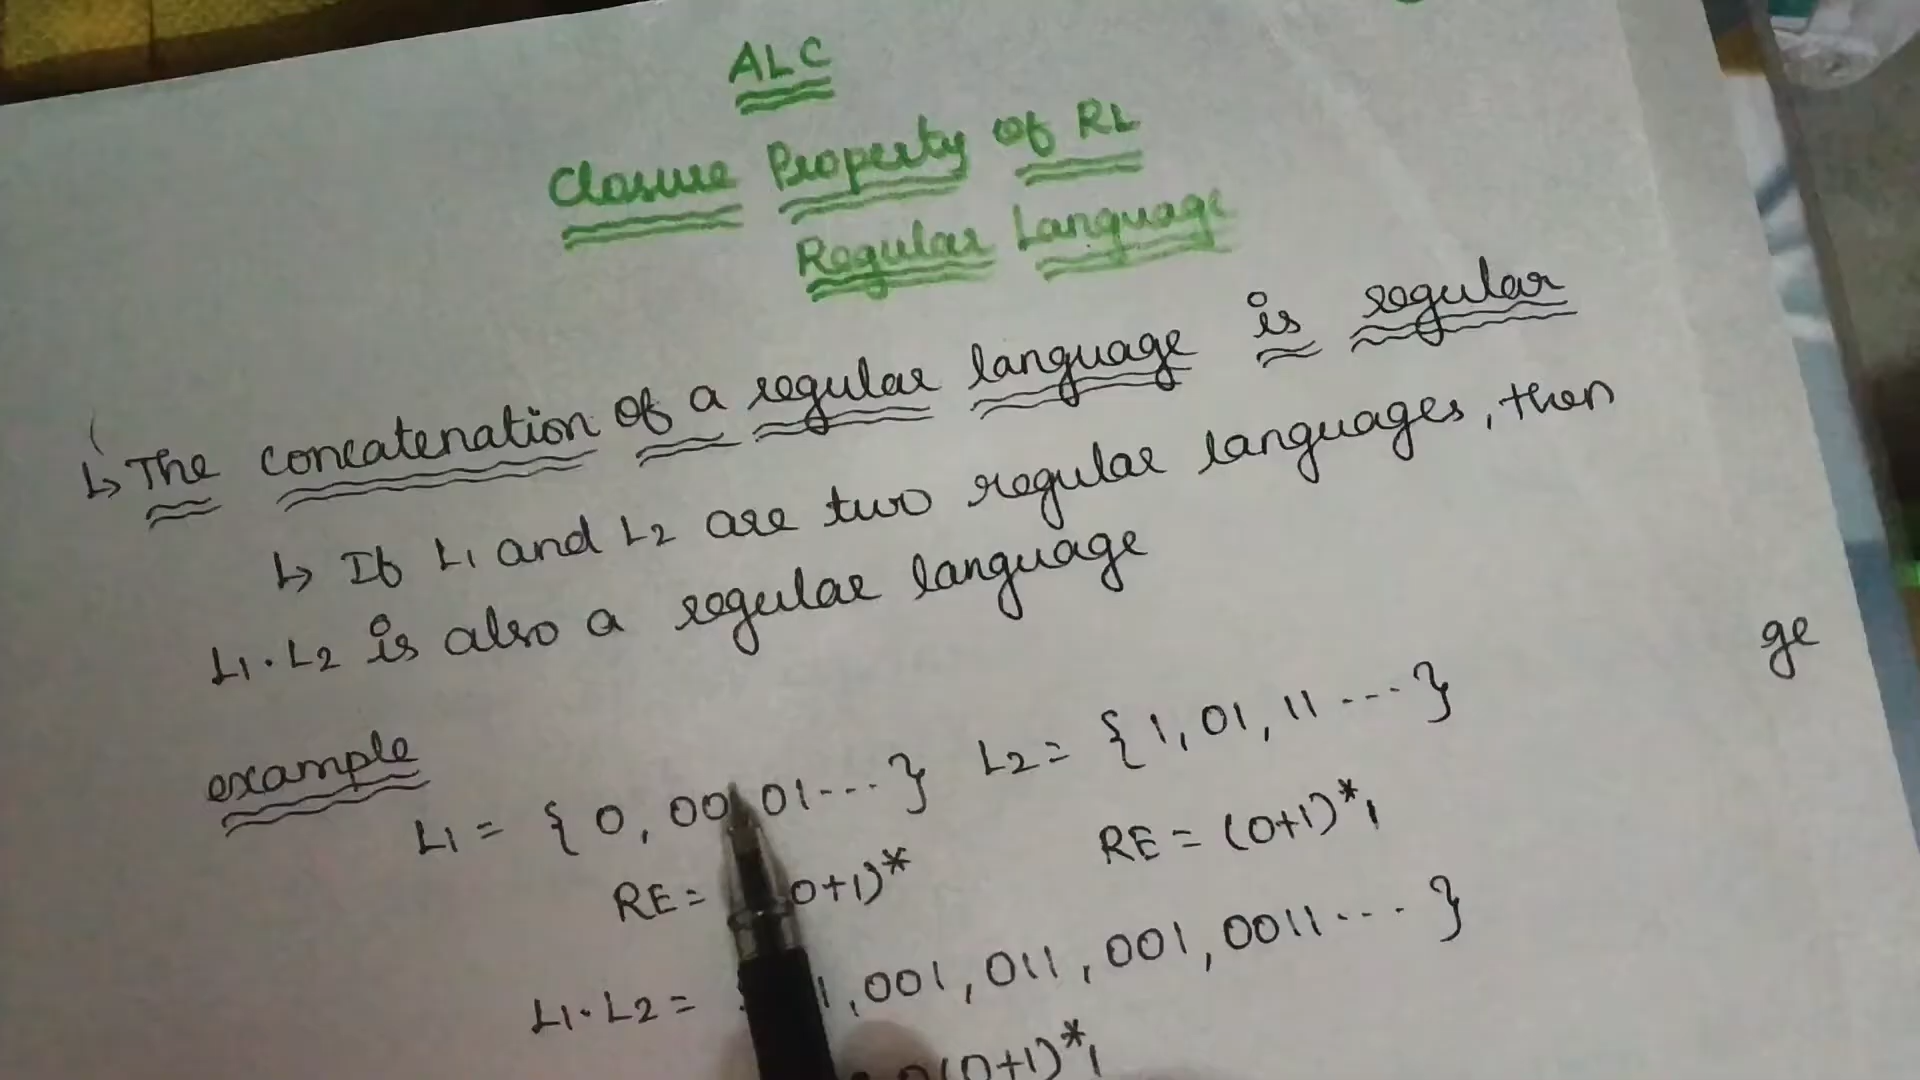 ALC
Closure Property of RL
Regular Language
↳ The concatenation of a regular language is regular
↳ If L1 and L2 are two regular languages, then
L1.L2 is also a regular language
ge
example
L1 = { 0, 00 01 --- } L2 = { 1, 01, 11 --- }
RE = 0+1)* RE = (0+1)*1
L1.L2 = 1, 001, 011, 001, 0011 --- }
0(0+1)*1